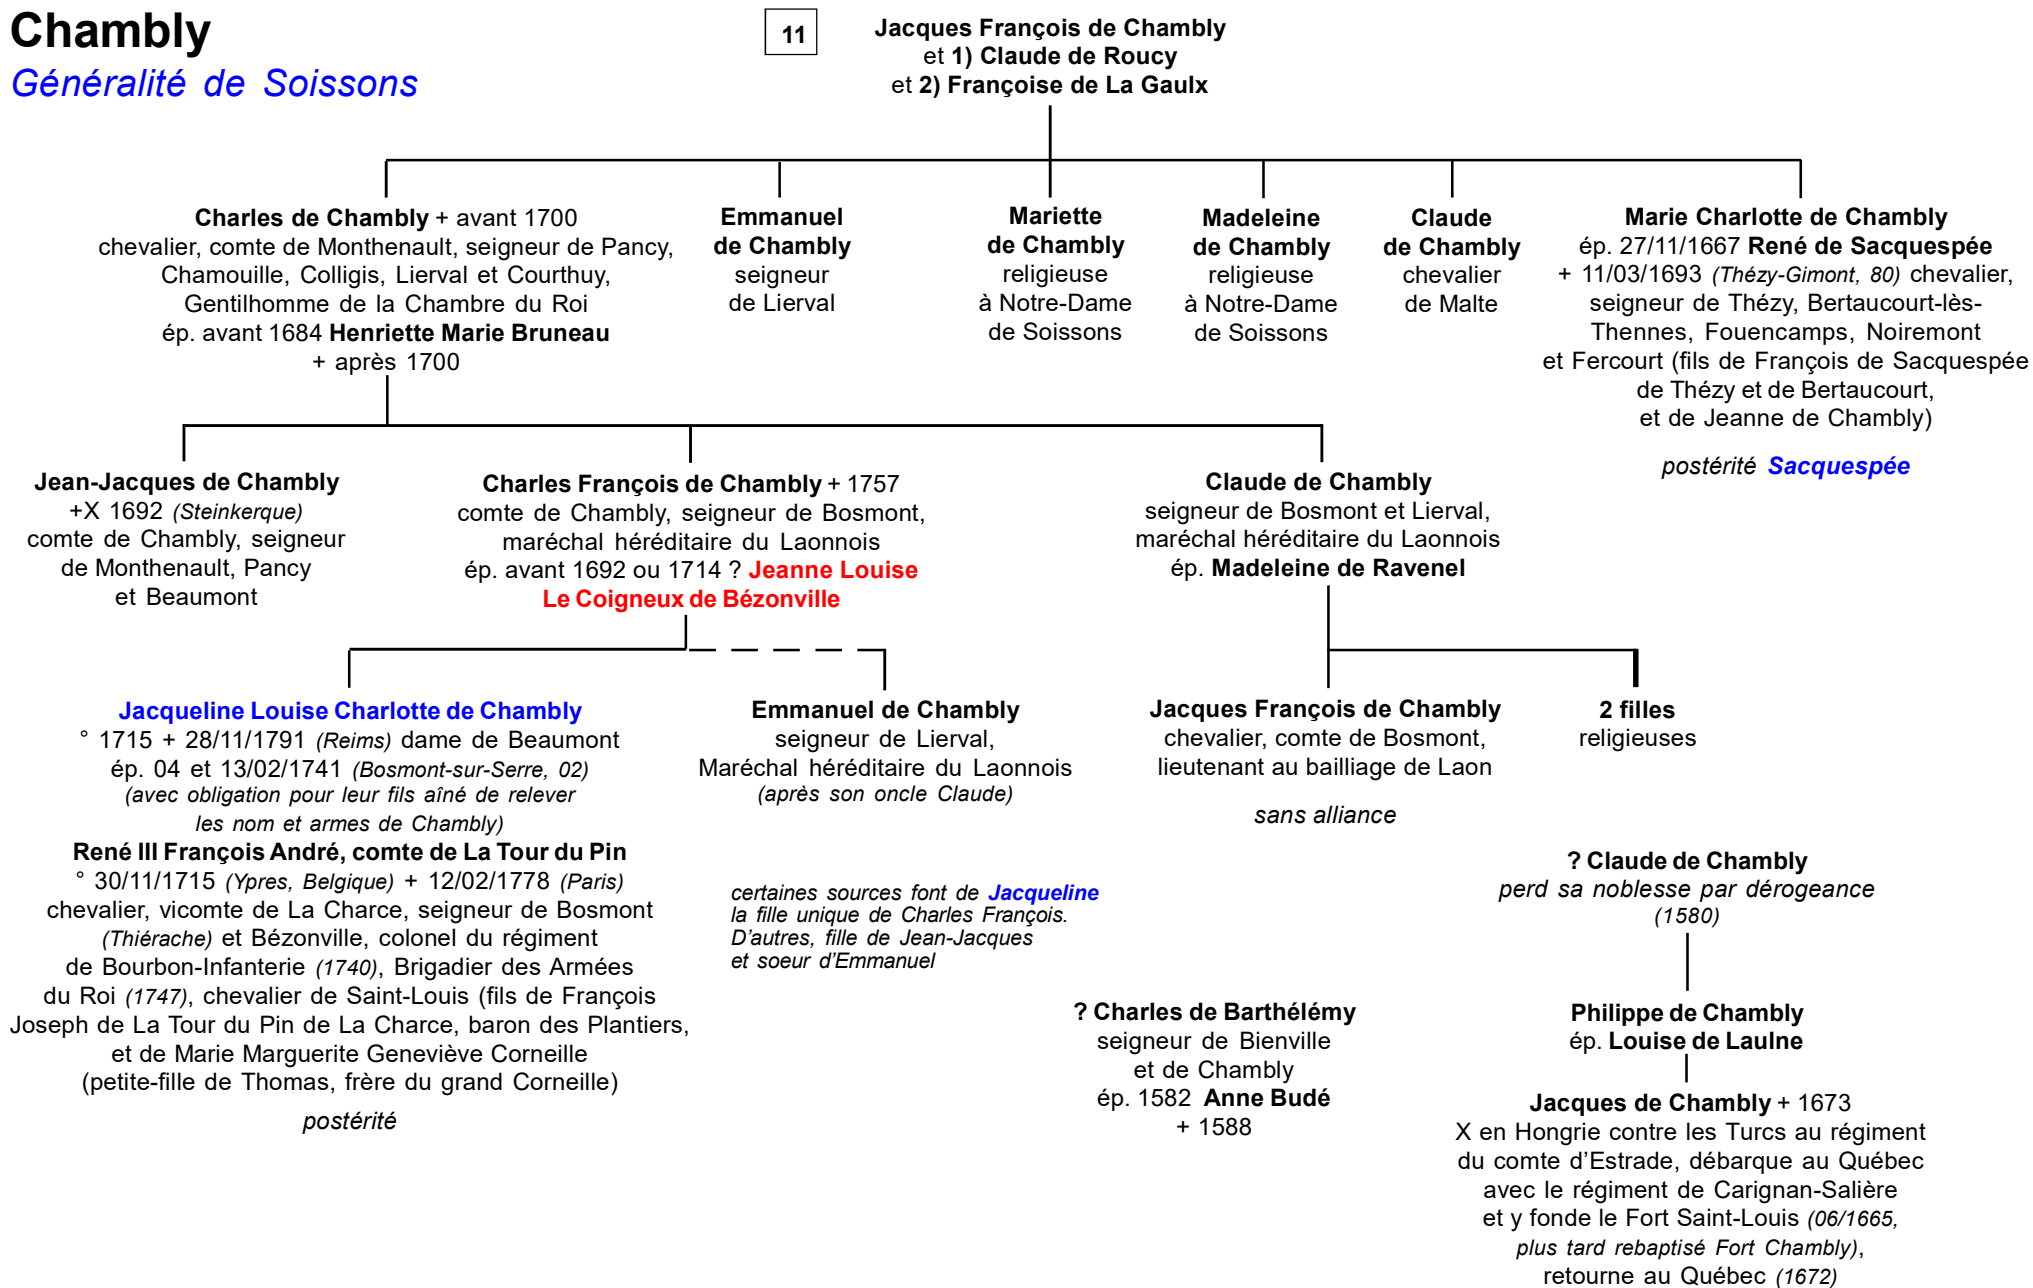 Chambly
Généralité de Soissons
11
Jacques François de Chambly
et 1) Claude de Roucy
et 2) Françoise de La Gaulx
Charles de Chambly + avant 1700
chevalier, comte de Monthenault, seigneur de Pancy,
Chamouille, Colligis, Lierval et Courthuy,
Gentilhomme de la Chambre du Roi
ép. avant 1684 Henriette Marie Bruneau
+ après 1700
Emmanuel
de Chambly
seigneur
de Lierval
Mariette
de Chambly
religieuse
à Notre-Dame
de Soissons
Madeleine
de Chambly
religieuse
à Notre-Dame
de Soissons
Claude
de Chambly
chevalier
de Malte
Marie Charlotte de Chambly
ép. 27/11/1667 René de Sacquespée
+ 11/03/1693 (Thézy-Gimont, 80) chevalier,
seigneur de Thézy, Bertaucourt-lès-
Thennes, Fouencamps, Noiremont
et Fercourt (fils de François de Sacquespée
de Thézy et de Bertaucourt,
et de Jeanne de Chambly)
postérité Sacquespée
Jean-Jacques de Chambly
+X 1692 (Steinkerque)
comte de Chambly, seigneur
de Monthenault, Pancy
et Beaumont
Charles François de Chambly + 1757
comte de Chambly, seigneur de Bosmont,
maréchal héréditaire du Laonnois
ép. avant 1692 ou 1714 ? Jeanne Louise
Le Coigneux de Bézonville
Claude de Chambly
seigneur de Bosmont et Lierval,
maréchal héréditaire du Laonnois
ép. Madeleine de Ravenel
Jacqueline Louise Charlotte de Chambly
° 1715 + 28/11/1791 (Reims) dame de Beaumont
ép. 04 et 13/02/1741 (Bosmont-sur-Serre, 02)
(avec obligation pour leur fils aîné de relever
les nom et armes de Chambly)
René III François André, comte de La Tour du Pin
° 30/11/1715 (Ypres, Belgique) + 12/02/1778 (Paris)
chevalier, vicomte de La Charce, seigneur de Bosmont
(Thiérache) et Bézonville, colonel du régiment
de Bourbon-Infanterie (1740), Brigadier des Armées
du Roi (1747), chevalier de Saint-Louis (fils de François
Joseph de La Tour du Pin de La Charce, baron des Plantiers,
et de Marie Marguerite Geneviève Corneille
(petite-fille de Thomas, frère du grand Corneille)
postérité
Emmanuel de Chambly
seigneur de Lierval,
Maréchal héréditaire du Laonnois
(après son oncle Claude)
certaines sources font de Jacqueline
la fille unique de Charles François.
D'autres, fille de Jean-Jacques
et soeur d'Emmanuel
Jacques François de Chambly
chevalier, comte de Bosmont,
lieutenant au bailliage de Laon
sans alliance
2 filles
religieuses
? Charles de Barthélémy
seigneur de Bienville
et de Chambly
ép. 1582 Anne Budé
+ 1588
? Claude de Chambly
perd sa noblesse par dérogeance
(1580)
Philippe de Chambly
ép. Louise de Laulne
Jacques de Chambly + 1673
X en Hongrie contre les Turcs au régiment
du comte d'Estrade, débarque au Québec
avec le régiment de Carignan-Salière
et y fonde le Fort Saint-Louis (06/1665,
plus tard rebaptisé Fort Chambly),
retourne au Québec (1672)